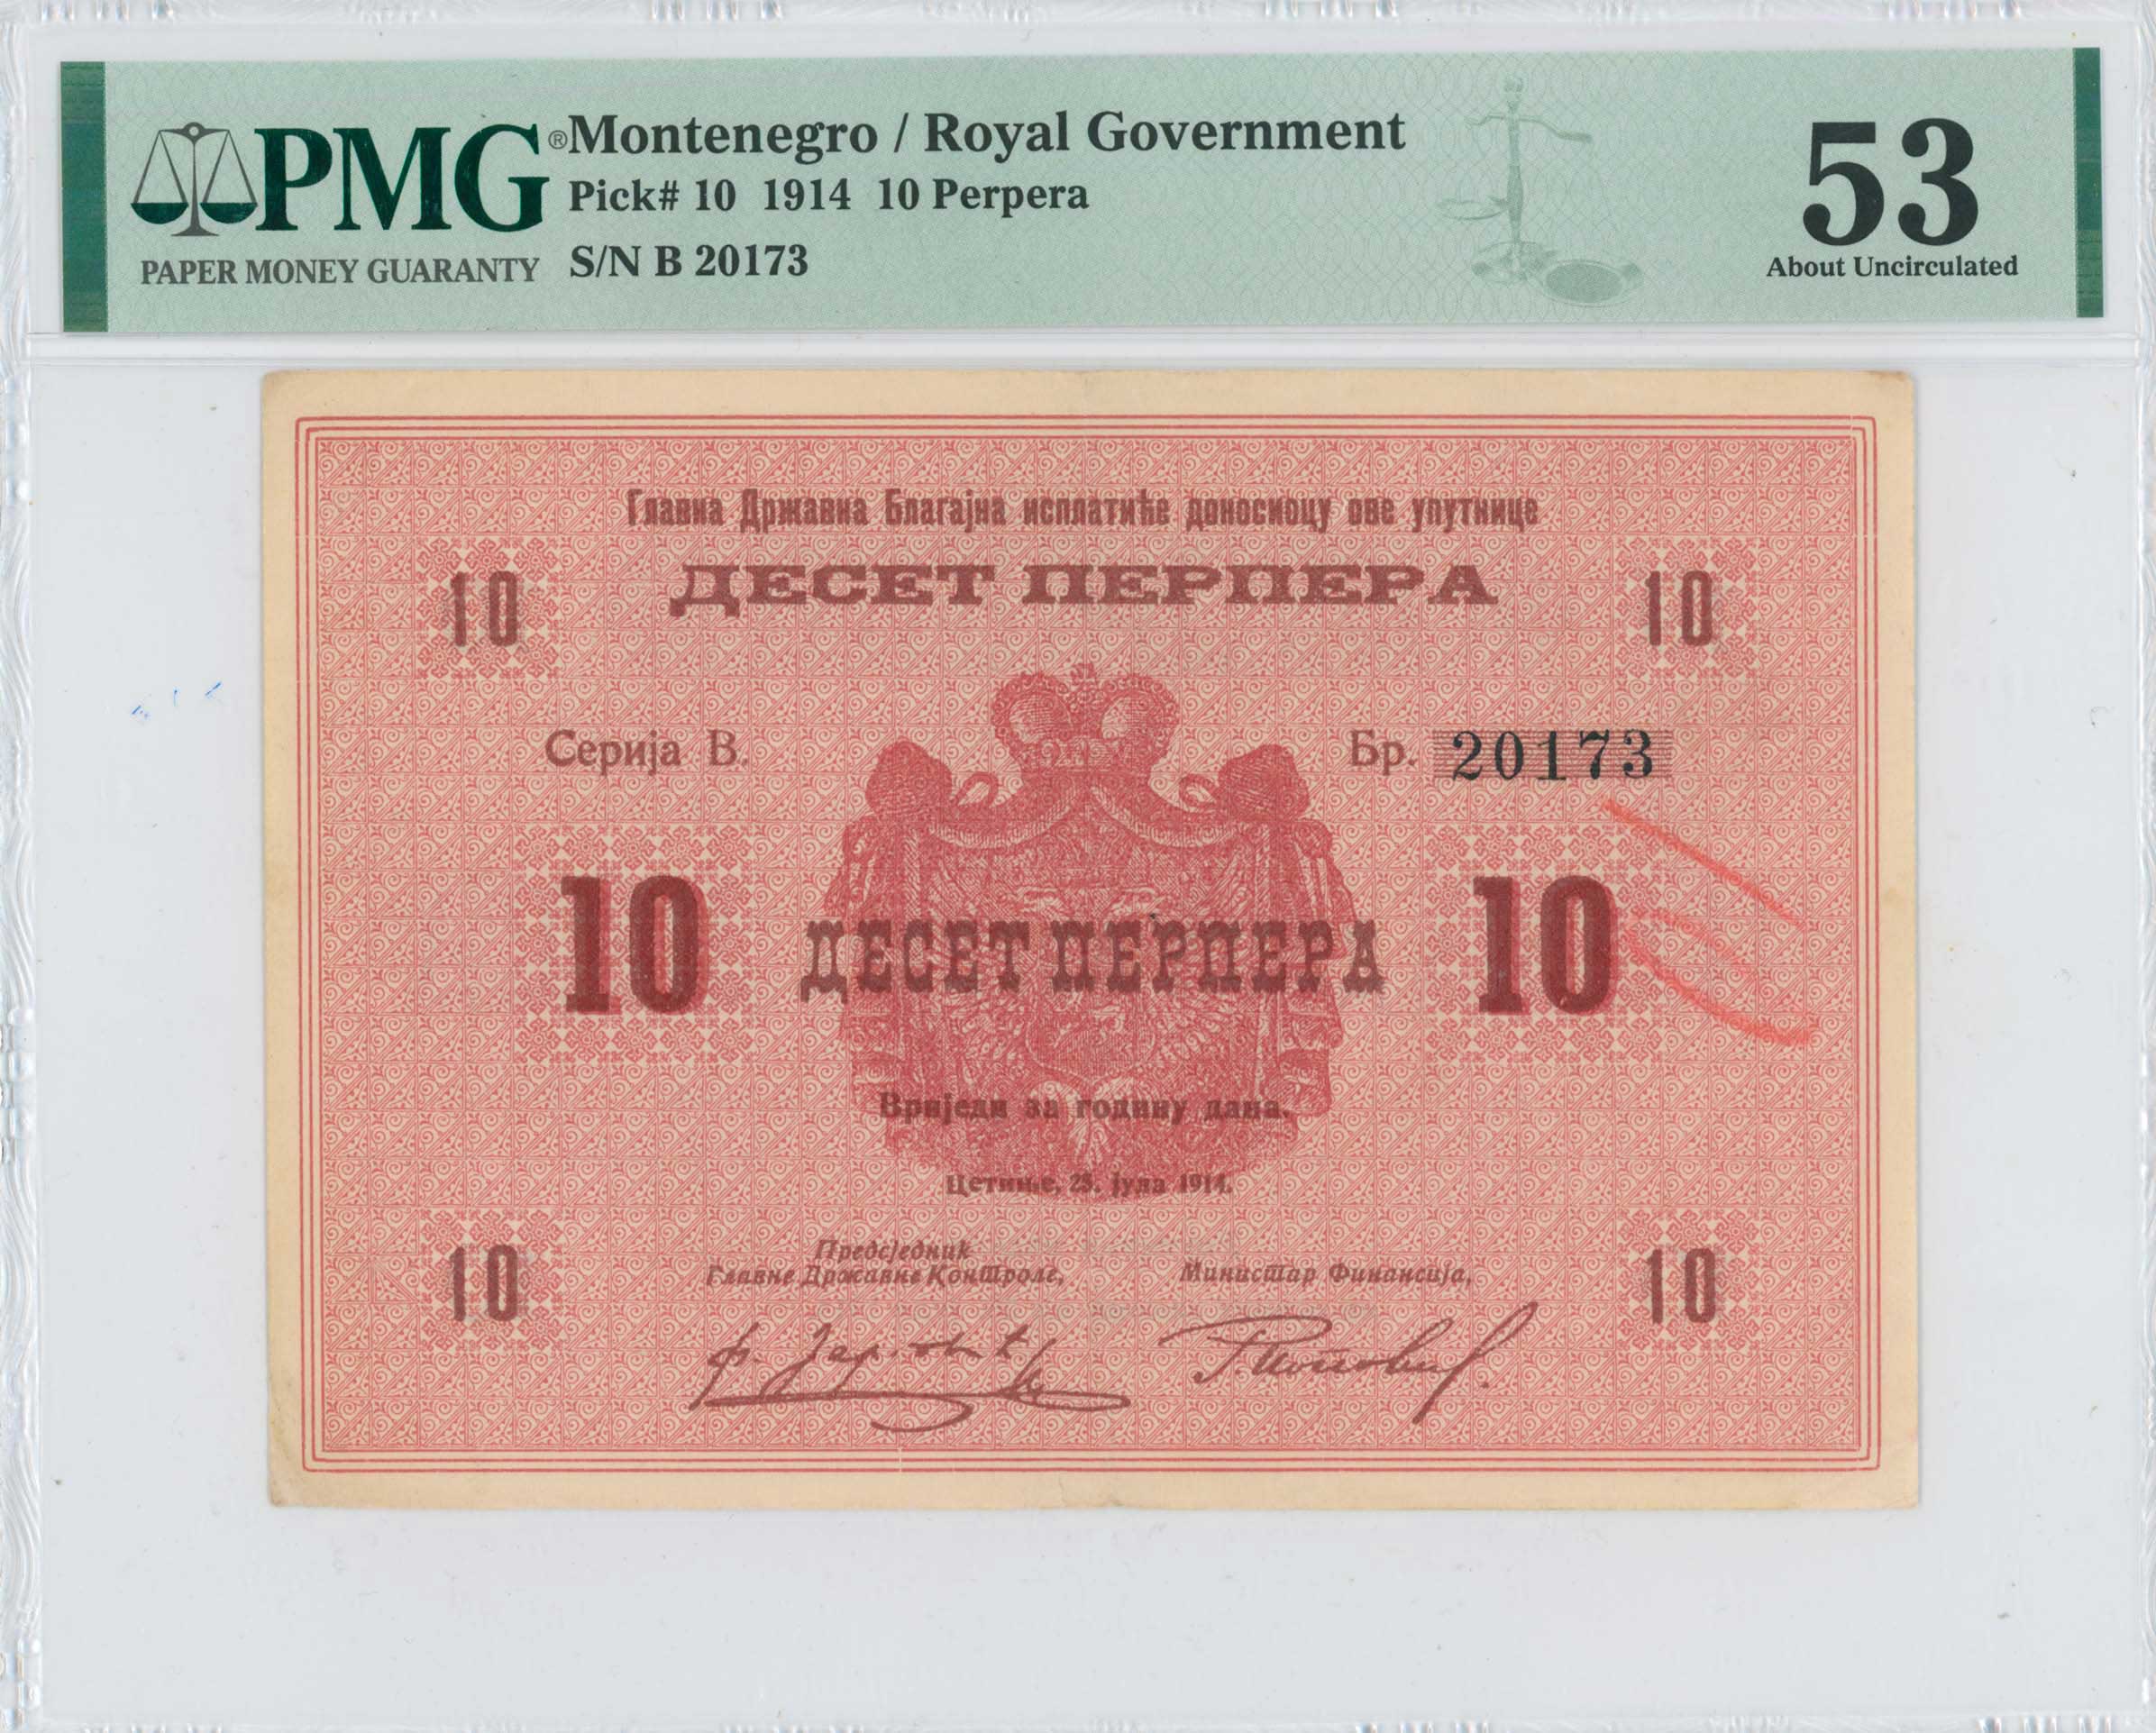 PMG®
PAPER MONEY GUARANTY
Montenegro / Royal Government
Pick# 10 1914 10 Perpera
S/N B 20173
53
About Uncirculated
Главна Државна Благајна исплатиће доносиоцу ове упутнице
10 ДЕСЕТ ПЕРПЕРА 10
Серија В. Бр. 20173
10 ДЕСЕТ ПЕРПЕРА 10
Вриједи за годину дана.
Цетиње, 25. јула 1914.
Предсједник
Главне Државне Контроле, Министар Финансија,
10 10